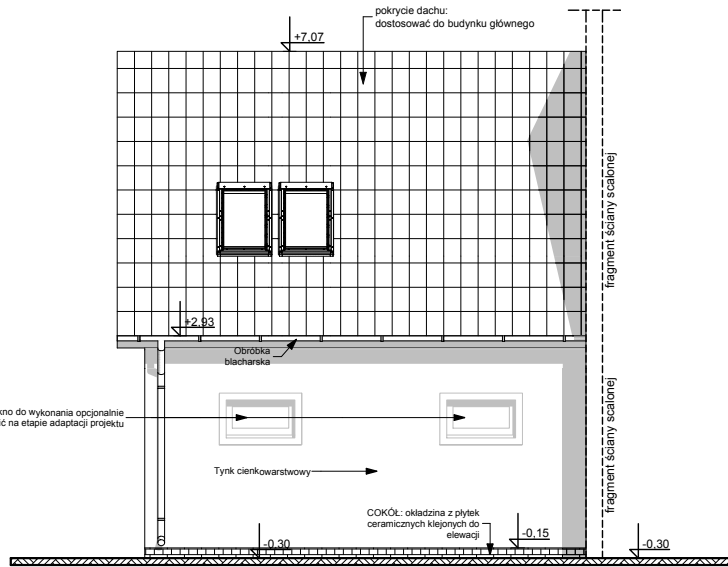 pokrycie dachu:
dostosować do budynku głównego
+7,07
fragment ściany scalonej
+2,93
Obróbka
blacharska
do wykonania opcjonalnie
na etapie adaptacji projektu
Tynk cienkowarstwowy
fragment ściany scalonej
COKÓŁ: okładzina z płytek
ceramicznych klejonych do
elewacji
-0,30
-0,15
-0,30